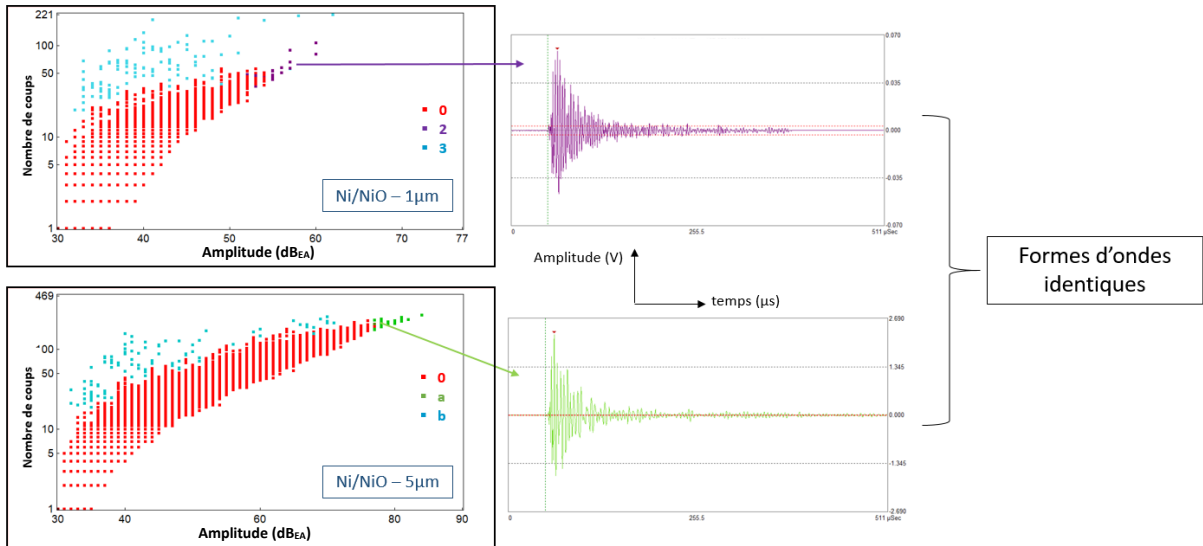 Nombre de coups
221
100
50
10
5
1
30
40
50
60
70
77
Amplitude (dBEA)
0
2
3
Ni/NiO – 1µm
0.070
0.035
0.000
-0.035
-0.070
0
255.5
511 µSec
Amplitude (V)
temps (µs)
Formes d'ondes
identiques
Nombre de coups
469
100
50
10
5
1
30
40
60
80
90
Amplitude (dBEA)
0
a
b
Ni/NiO – 5µm
2.690
1.345
0.000
-1.345
-2.690
0
255.5
511 µSec